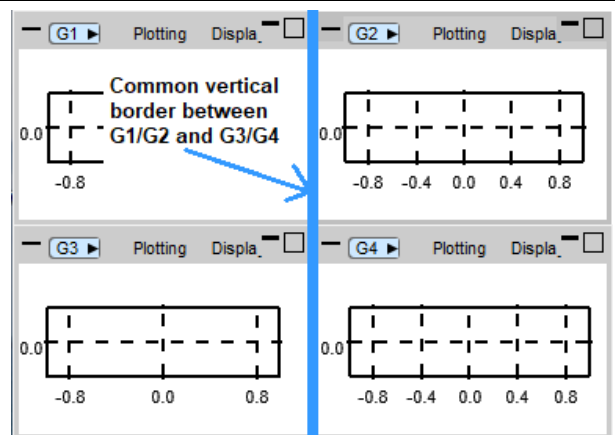 G1 Plotting Displa
G2 Plotting Displa
Common vertical
border between
G1/G2 and G3/G4
0.0
-0.8
0.0
-0.8 -0.4 0.0 0.4 0.8
G3 Plotting Displa
G4 Plotting Displa
0.0
-0.8 0.0 0.8
0.0
-0.8 -0.4 0.0 0.4 0.8